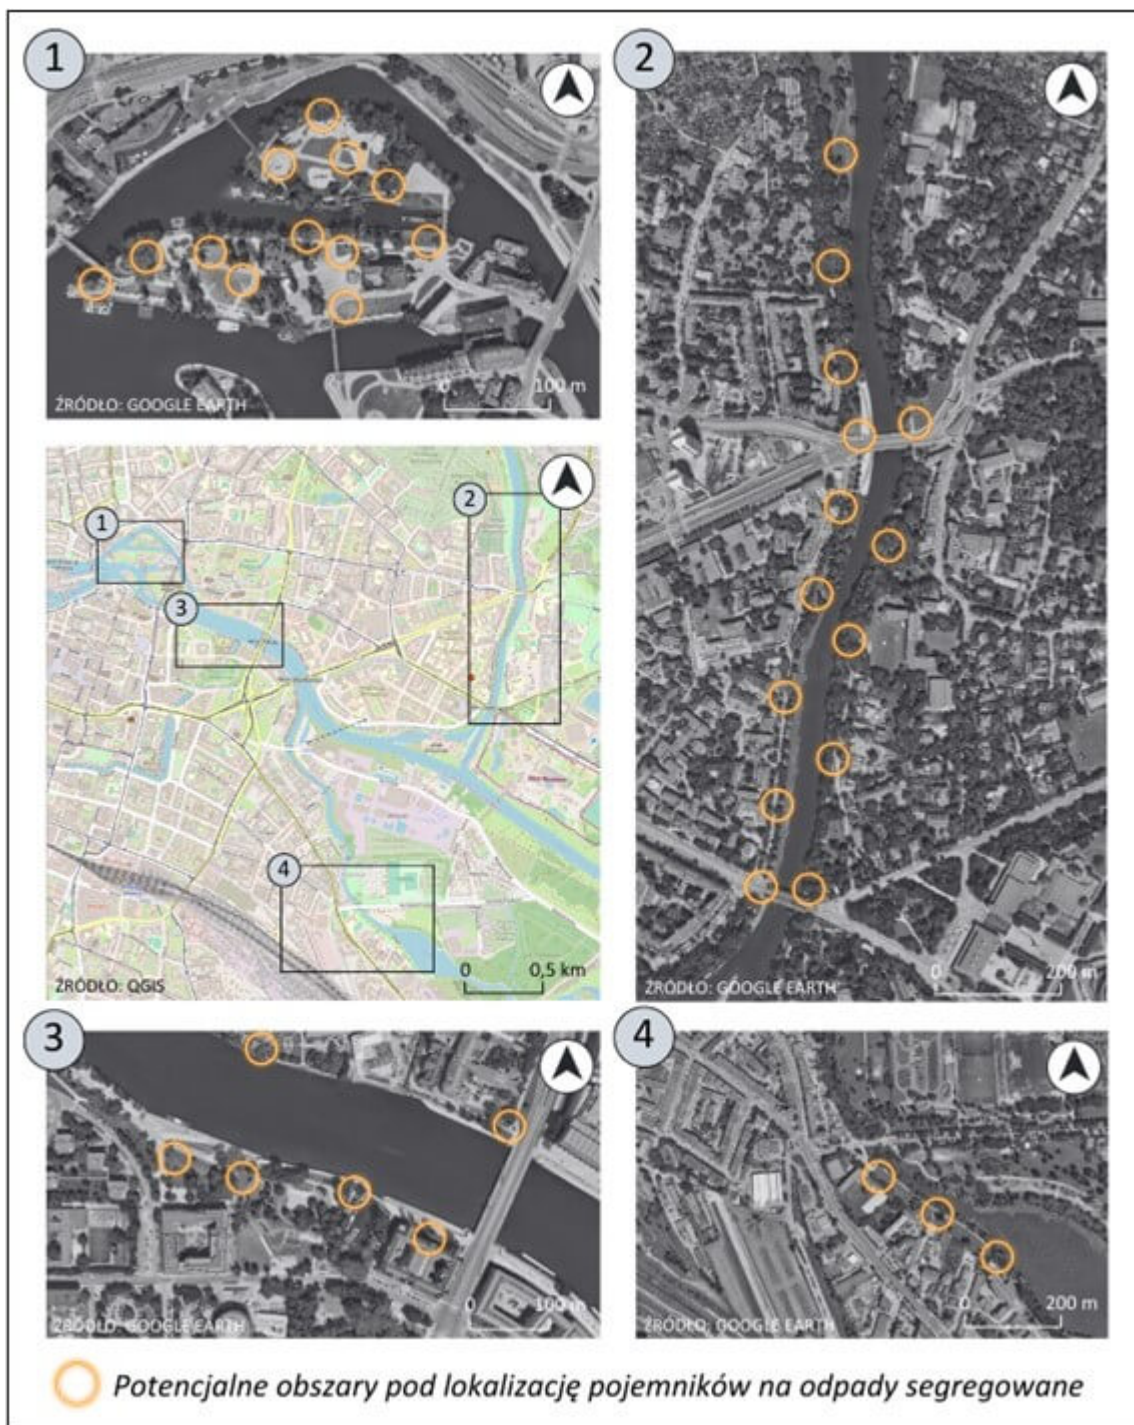 1
ŹRÓDŁO: GOOGLE EARTH
0 100 m
2
ŹRÓDŁO: GOOGLE EARTH
0 200 m
1
2
3
4
ŹRÓDŁO: QGIS
0 0,5 km
3
ŹRÓDŁO: GOOGLE EARTH
0 100 m
4
ŹRÓDŁO: GOOGLE EARTH
0 200 m
Potencjalne obszary pod lokalizację pojemników na odpady segregowane